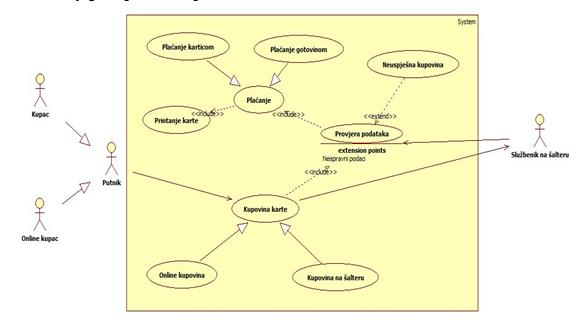 System
Plaćanje karticom
Plaćanje gotovinom
Neuspješna kupovina
Kupac
Plaćanje
Printanje karte
<<include>>
<<include>>
<<extend>>
Provjera podataka
extension points
Neispravni podaci
<<include>>
Službenik na šalteru
Putnik
Kupovina karte
Online kupac
Online kupovina
Kupovina na šalteru